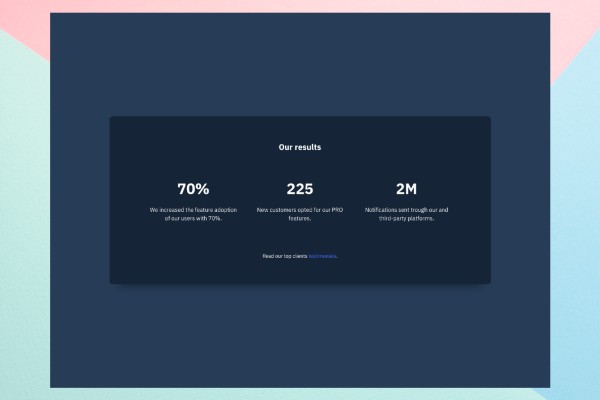 Our results
70%
225
2M
We increased the feature adoption
of our users with 70%.
New customers opted for our PRO
features.
Notifications sent trough our and
third-party platforms.
Read our top clients testimonials.